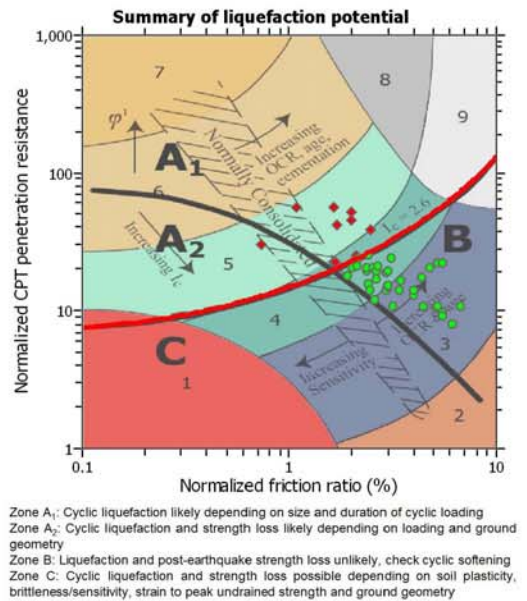 Summary of liquefaction potential
1,000
7
8
9
φ'
A1
Normally Consolidated
Increasing
OCR, age,
cementation
100
6
A2
Increasing Ic
Ic = 2.6
B
5
10
4
C
1
Increasing
Sensitivity
Increasing
OCR, age
3
2
1
0.1
1
10
Normalized CPT penetration resistance
Normalized friction ratio (%)
Zone A1: Cyclic liquefaction likely depending on size and duration of cyclic loading
Zone A2: Cyclic liquefaction and strength loss likely depending on loading and ground
geometry
Zone B: Liquefaction and post-earthquake strength loss unlikely, check cyclic softening
Zone C: Cyclic liquefaction and strength loss possible depending on soil plasticity,
brittleness/sensitivity, strain to peak undrained strength and ground geometry